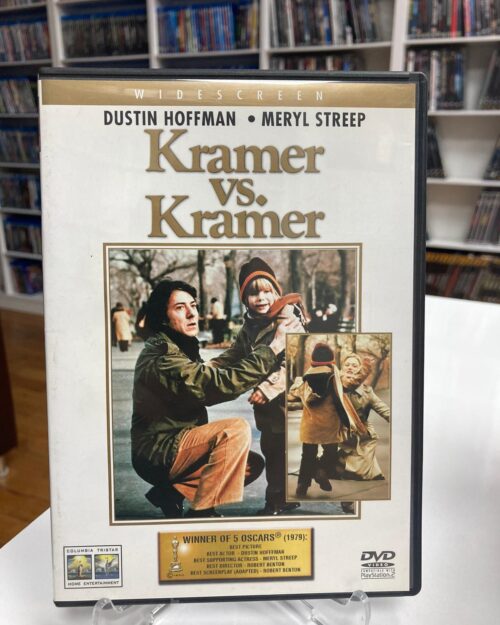 WIDESCREEN
DUSTIN HOFFMAN • MERYL STREEP
Kramer
vs.
Kramer
WINNER OF 5 OSCARS® (1979):
BEST PICTURE
BEST ACTOR - DUSTIN HOFFMAN
BEST SUPPORTING ACTRESS - MERYL STREEP
BEST DIRECTOR - ROBERT BENTON
BEST SCREENPLAY (ADAPTED) - ROBERT BENTON
COLUMBIA TRISTAR
HOME ENTERTAINMENT
DVD
VIDEO
COMPATIBLE WITH
PlayStation.2